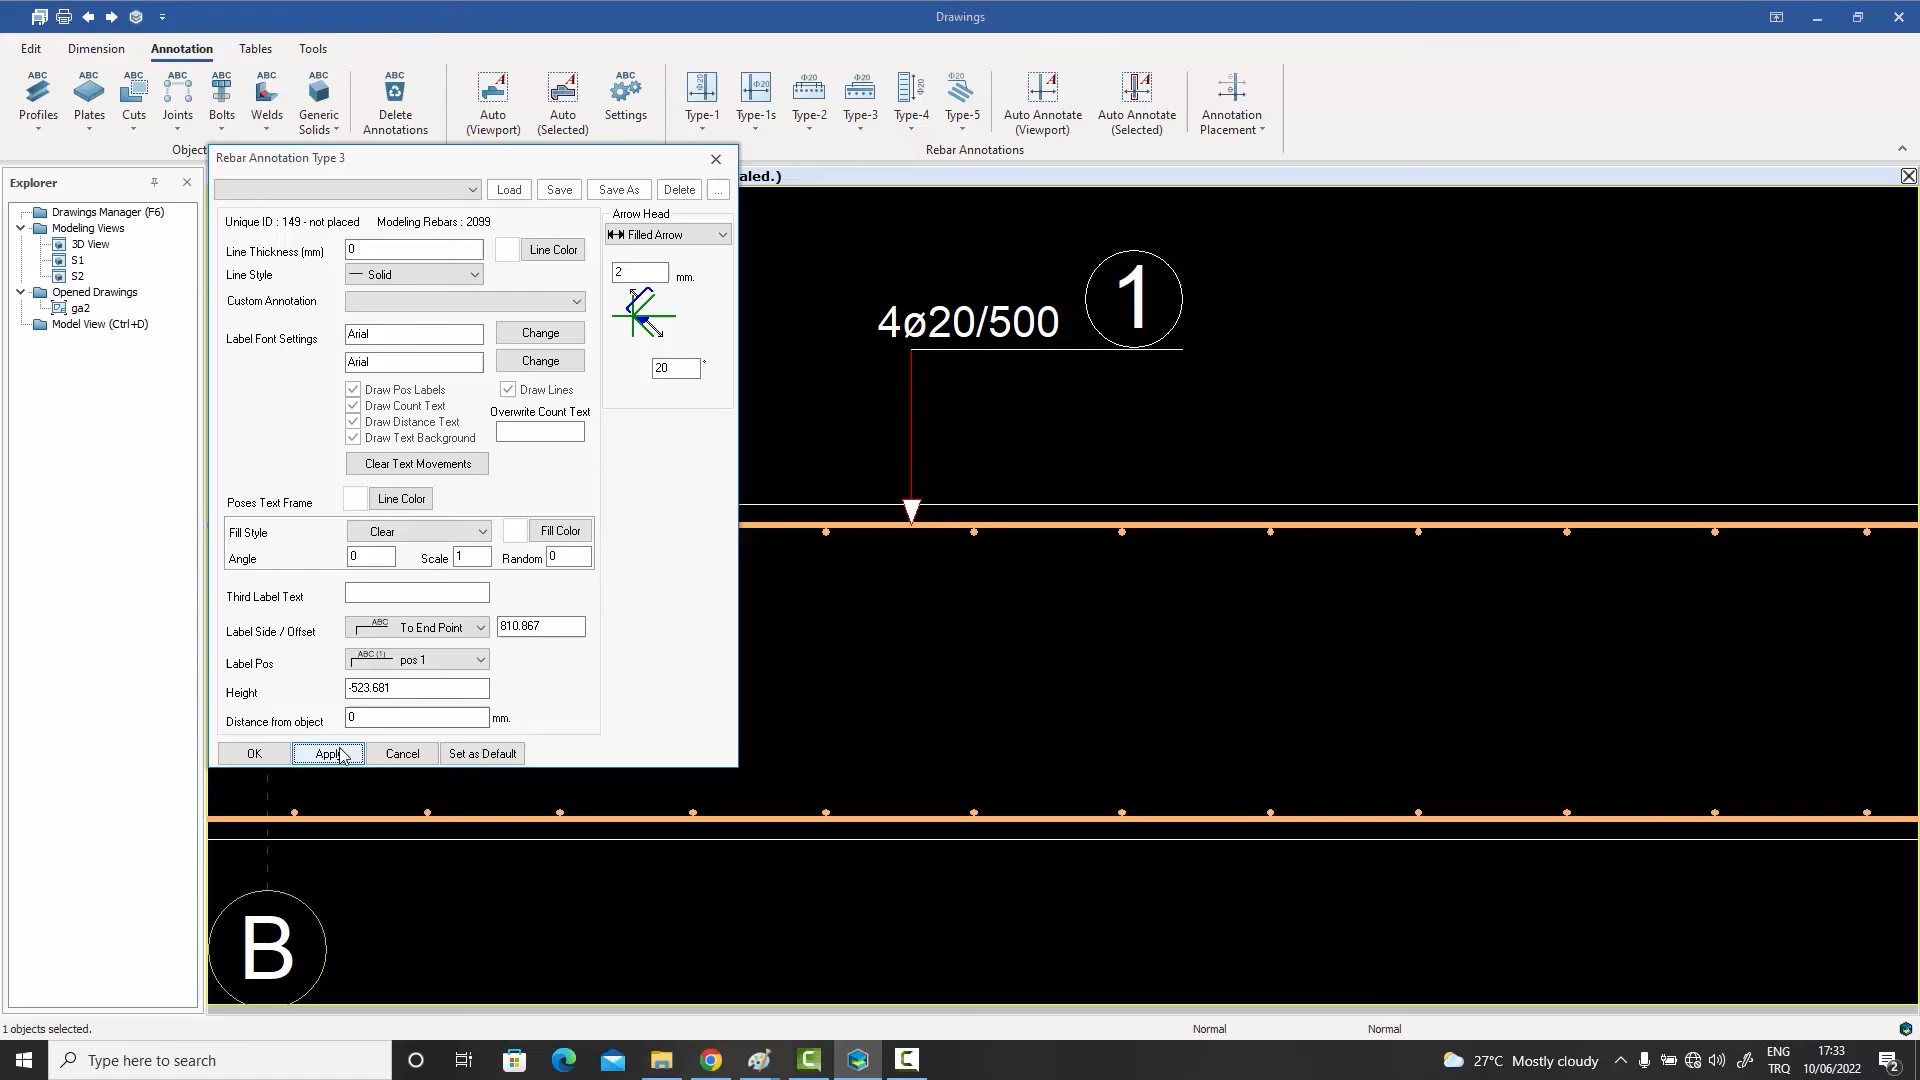 Drawings
Edit
Dimension
Annotation
Tables
Tools
ABC
ABC
ABC
ABC
ABC
ABC
ABC
ABC
ABC
Φ20
Φ20
Φ20
Φ20
Φ20
Φ20
Φ20
Profiles
Plates
Cuts
Joints
Bolts
Welds
Generic
Solids
Delete
Annotations
Auto
(Viewport)
Auto
(Selected)
Settings
Type-1
Type-1s
Type-2
Type-3
Type-4
Type-5
Auto Annotate
(Viewport)
Auto Annotate
(Selected)
Annotation
Placement
Object
Rebar Annotations
Explorer
Drawings Manager (F6)
Modeling Views
3D View
S1
S2
Opened Drawings
ga2
Model View (Ctrl+D)
Rebar Annotation Type 3
Load
Save
Save As
Delete
...
Unique ID : 149 - not placed
Modeling Rebars : 2099
Line Thickness (mm)
0
Line Color
Line Style
Solid
Custom Annotation
Label Font Settings
Arial
Change
Arial
Change
Draw Pos Labels
Draw Lines
Draw Count Text
Overwrite Count Text
Draw Distance Text
Draw Text Background
Clear Text Movements
Poses Text Frame
Line Color
Fill Style
Clear
Fill Color
Angle
0
Scale
1
Random
0
Third Label Text
Label Side / Offset
ABC
To End Point
810.867
Label Pos
ABC (1)
pos 1
Height
-523.681
Distance from object
0
mm.
OK
Apply
Cancel
Set as Default
Arrow Head
Filled Arrow
2
mm.
20
°
aled.)
4ø20/500
1
B
1 objects selected.
Normal
Normal
Type here to search
27°C Mostly cloudy
ENG
TRQ
17:33
10/06/2022
2